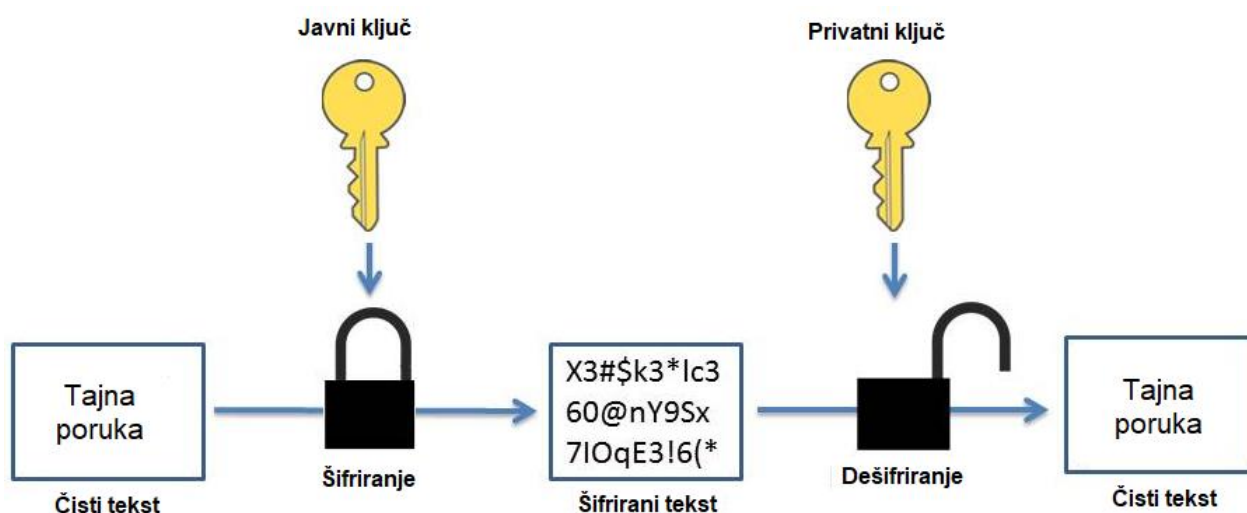 Javni ključ
Privatni ključ
Tajna
poruka
Čisti tekst
Šifriranje
X3#$k3*lc3
60@nY9Sx
7IOqE3!6(*
Šifrirani tekst
Dešifriranje
Tajna
poruka
Čisti tekst